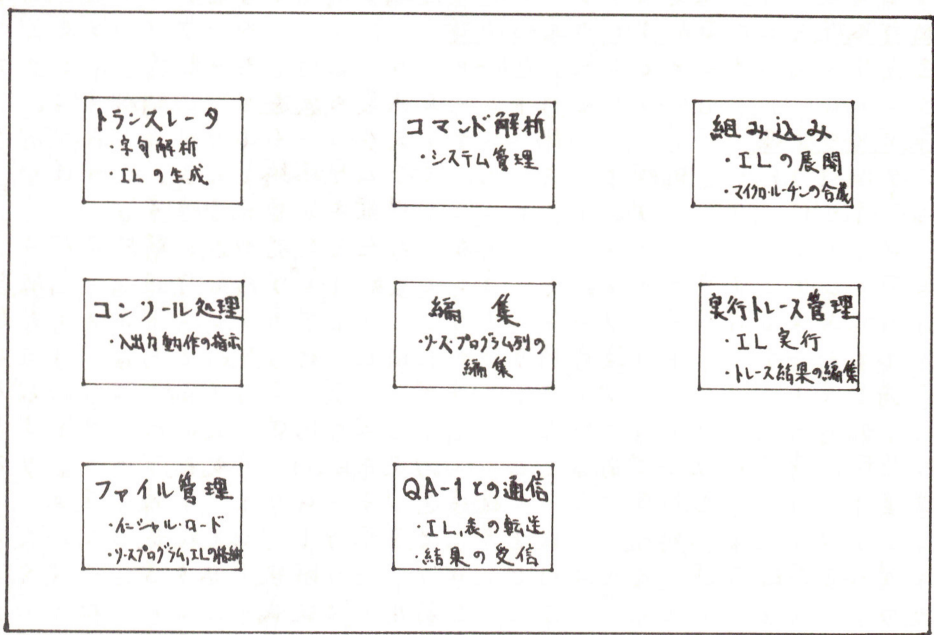 トランスレータ
・字句解析
・ILの生成
コマンド解析
・システム管理
組み込み
・ILの展開
・マイクロ・ルーチンの合成
コンソール処理
・入出力動作の指示
編集
・ソース・プログラム列の
編集
実行トレース管理
・IL実行
・トレース結果の編集
ファイル管理
・イニシャル・ロード
・ソースプログラム,ILの格納
QA-1との通信
・IL,表の転送
・結果の受信